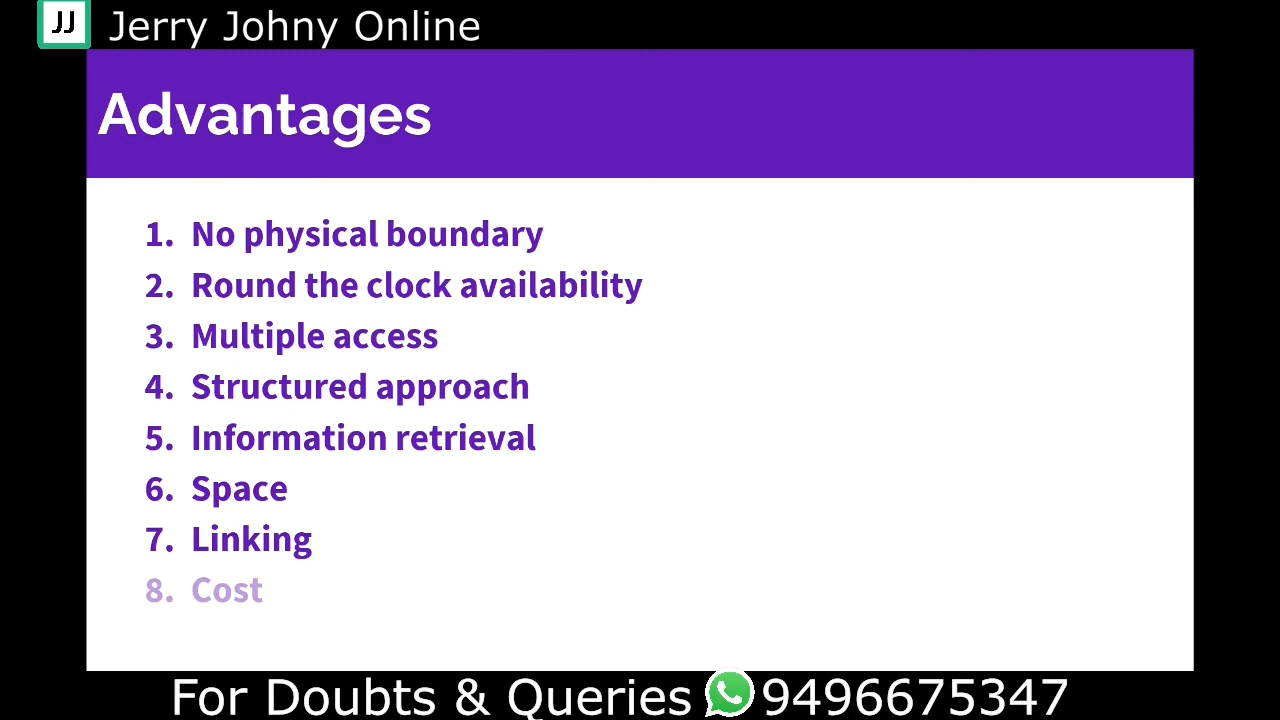 JJ Jerry Johny Online
Advantages
1. No physical boundary
2. Round the clock availability
3. Multiple access
4. Structured approach
5. Information retrieval
6. Space
7. Linking
8. Cost
For Doubts & Queries 9496675347